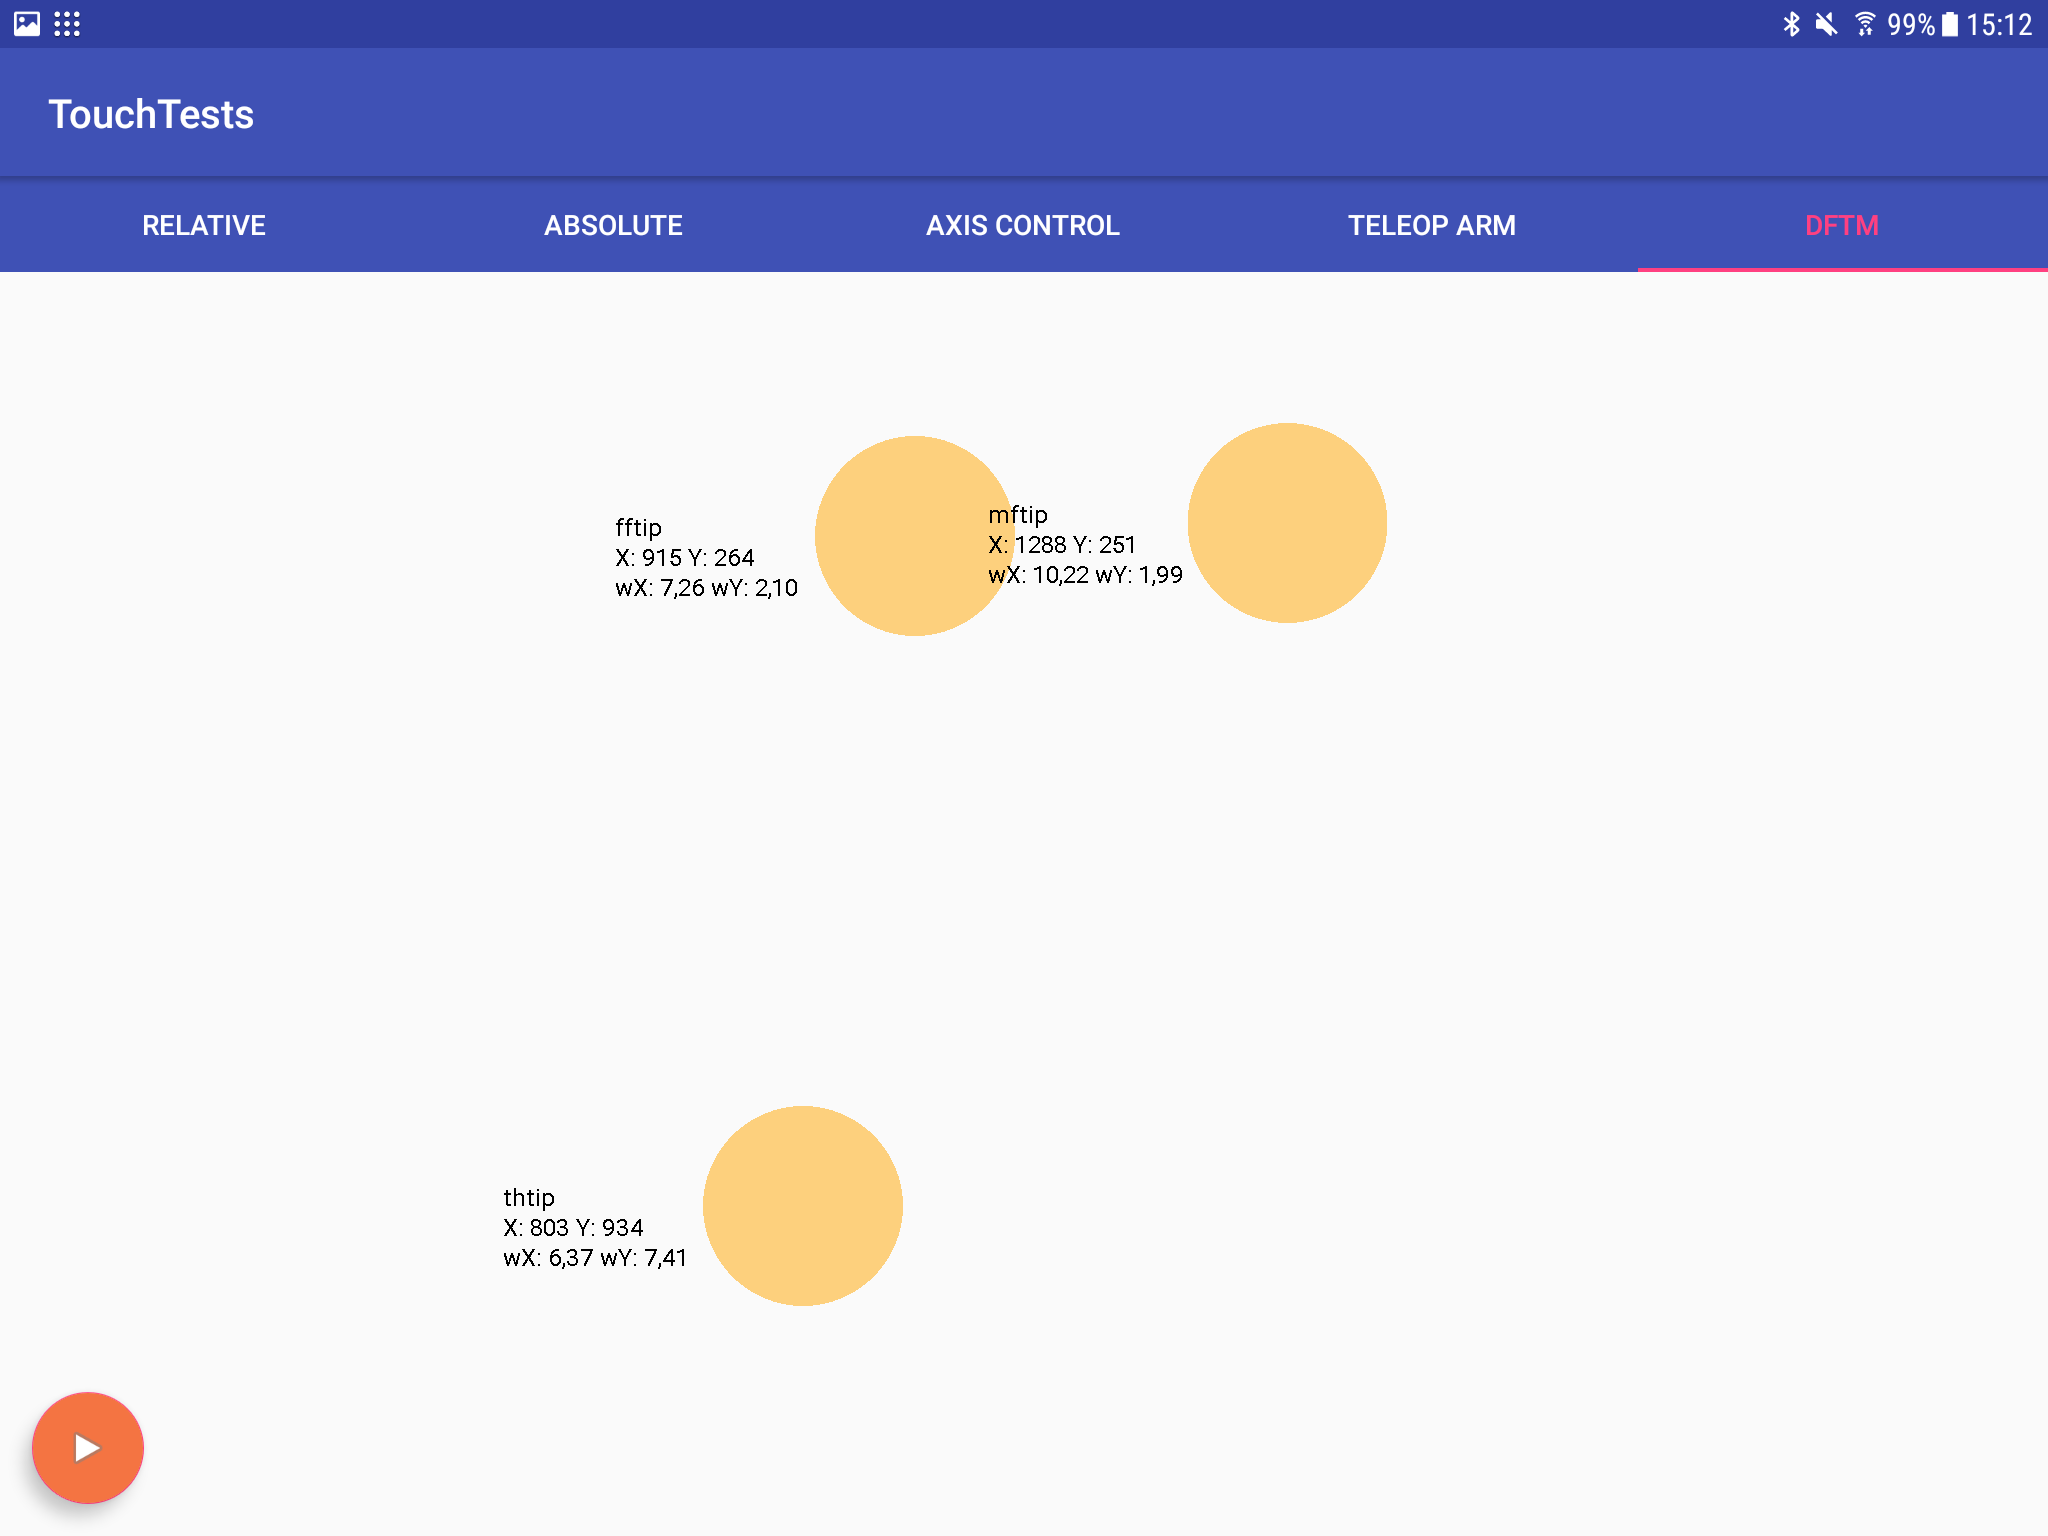 99% 15:12
TouchTests
RELATIVE ABSOLUTE AXIS CONTROL TELEOP ARM DFTM
fftip
X: 915 Y: 264
wX: 7,26 wY: 2,10
mftip
X: 1288 Y: 251
wX: 10,22 wY: 1,99
thtip
X: 803 Y: 934
wX: 6,37 wY: 7,41